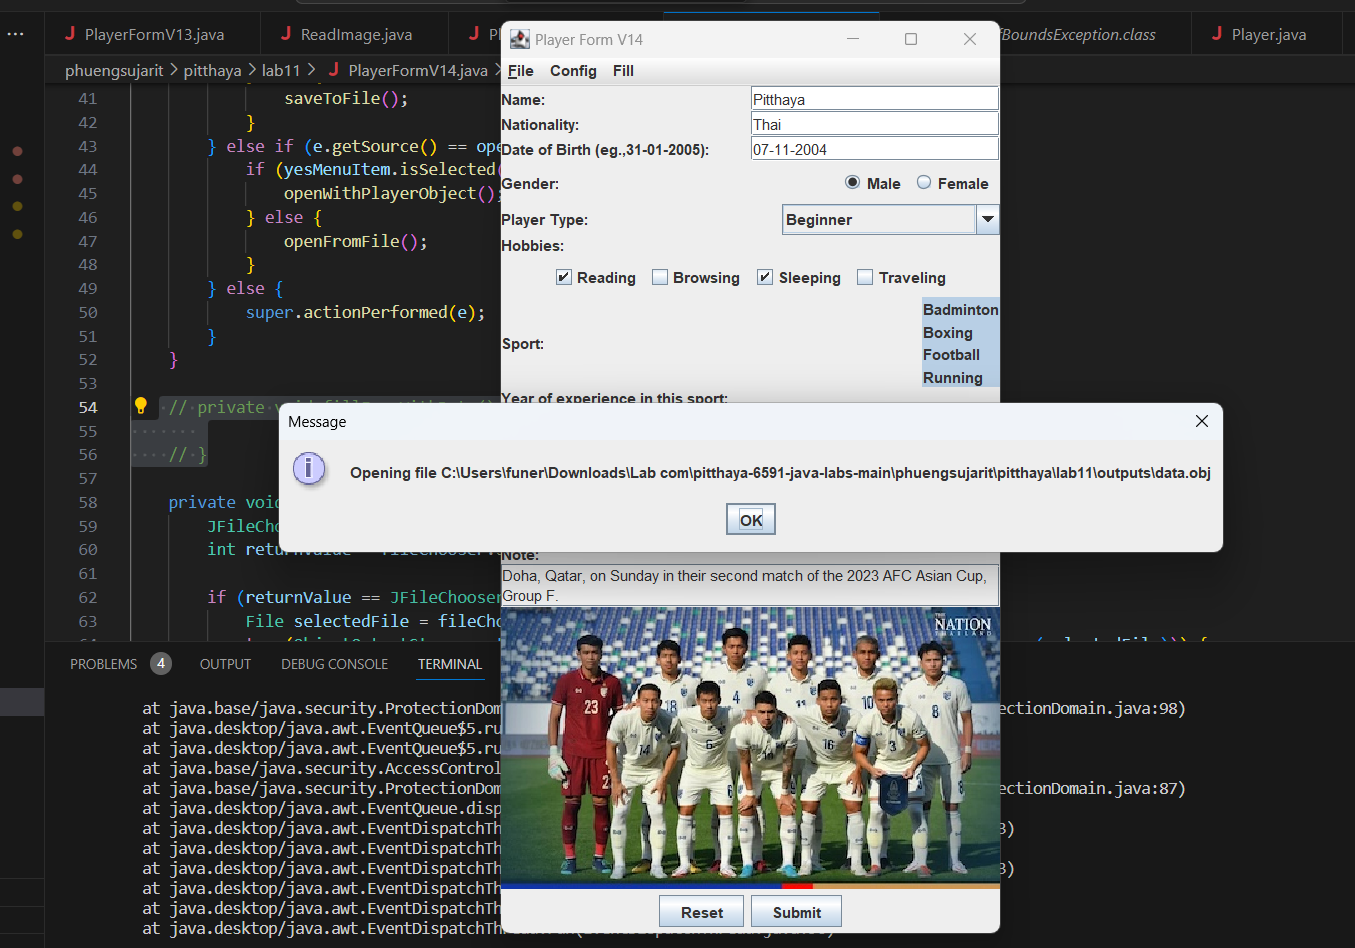 PlayerFormV13.java
ReadImage.java
fBoundsException.class
Player.java
phuengsujarit > pitthaya > lab11 > PlayerFormV14.java >
41 saveToFile();
42 }
43 } else if (e.getSource() == ope
44 if (yesMenuItem.isSelected(
45 openWithPlayerObject();
46 } else {
47 openFromFile();
48 }
49 } else {
50 super.actionPerformed(e);
51 }
52 }
53
54 // private void
55
56 // }
57
58 private void
59 JFileCho
60 int
61
62 if (returnValue == JFileChooser
63 File selectedFile = fileCho
Player Form V14
File Config Fill
Name: Pitthaya
Nationality: Thai
Date of Birth (eg.,31-01-2005): 07-11-2004
Gender: Male Female
Player Type: Beginner
Hobbies:
Reading Browsing Sleeping Traveling
Sport:
Badminton
Boxing
Football
Running
Year of experience in this sport:
Message
Opening file C:\Users\funer\Downloads\Lab com\pitthaya-6591-java-labs-main\phuengsujarit\pitthaya\lab11\outputs\data.obj
OK
Note:
Doha, Qatar, on Sunday in their second match of the 2023 AFC Asian Cup,
Group F.
THE
NATION
THAILAND
23
4
8
14
6
16
3
Reset Submit
PROBLEMS 4 OUTPUT DEBUG CONSOLE TERMINAL
at java.base/java.security.ProtectionDom
ectionDomain.java:98)
at java.desktop/java.awt.EventQueue$5.ru
at java.desktop/java.awt.EventQueue$5.ru
at java.base/java.security.AccessControl
at java.base/java.security.ProtectionDom
ectionDomain.java:87)
at java.desktop/java.awt.EventQueue.disp
at java.desktop/java.awt.EventDispatchTh
3)
at java.desktop/java.awt.EventDispatchTh
at java.desktop/java.awt.EventDispatchTh
3)
at java.desktop/java.awt.EventDispatchTh
at java.desktop/java.awt.EventDispatchTh
at java.desktop/java.awt.EventDispatchTh